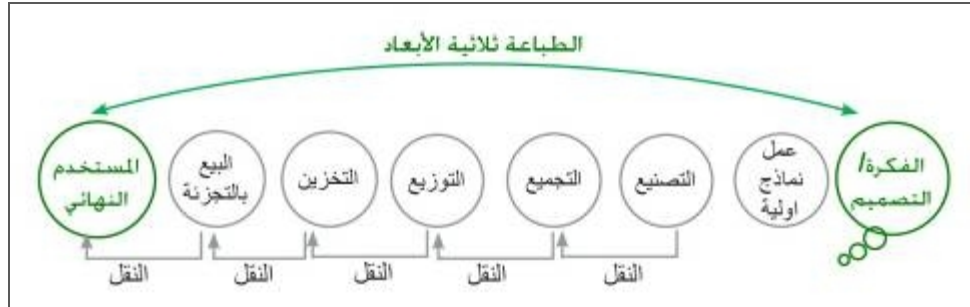 الطباعة ثلاثية الأبعاد
الفكرة/
التصميم
عمل
نماذج
اولية
التصنيع
التجميع
التوزيع
التخزين
البيع
بالتجزئة
المستخدم
النهائي
النقل
النقل
النقل
النقل
النقل